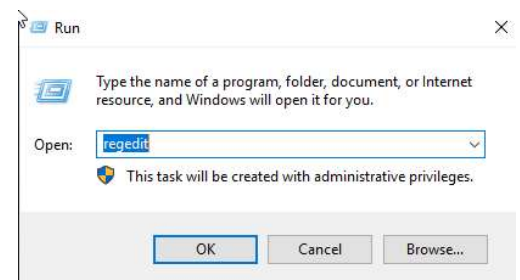 Run
Type the name of a program, folder, document, or Internet
resource, and Windows will open it for you.
Open: regedit
This task will be created with administrative privileges.
OK Cancel Browse...